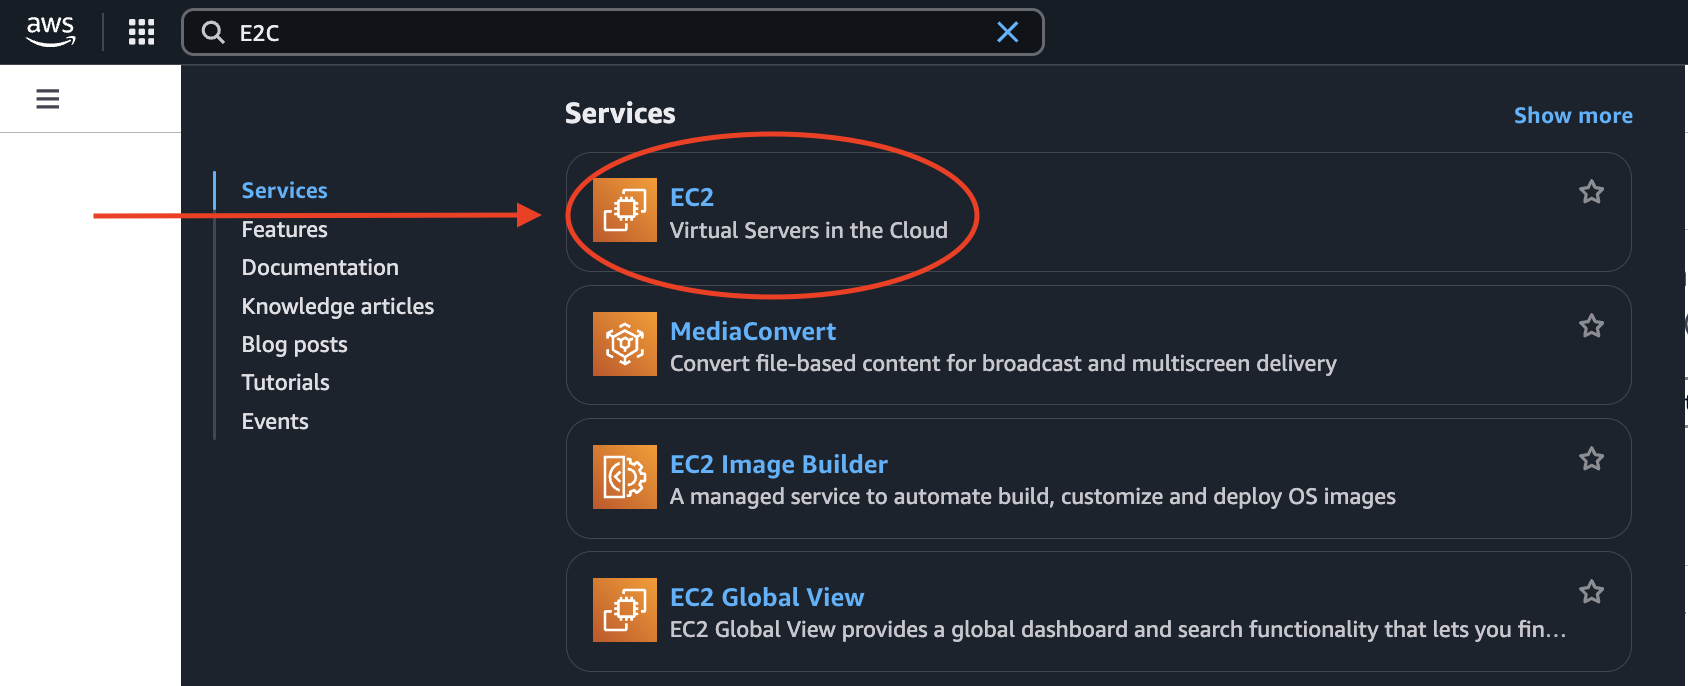 aws
E2C
Services
Show more
Services
Features
Documentation
Knowledge articles
Blog posts
Tutorials
Events
EC2
Virtual Servers in the Cloud
MediaConvert
Convert file-based content for broadcast and multiscreen delivery
EC2 Image Builder
A managed service to automate build, customize and deploy OS images
EC2 Global View
EC2 Global View provides a global dashboard and search functionality that lets you fin...